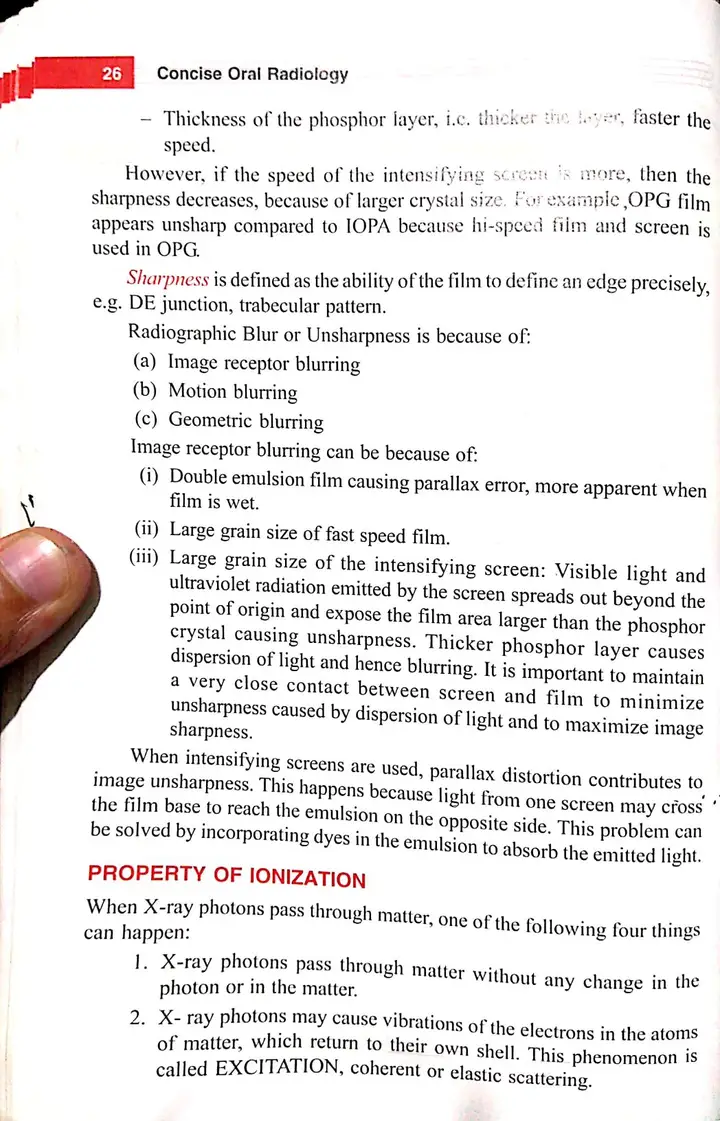 26 Concise Oral Radiology
– Thickness of the phosphor layer, i.e. thicker the layer, faster the
speed.
However, if the speed of the intensifying screen is more, then the
sharpness decreases, because of larger crystal size. For example ,OPG film
appears unsharp compared to IOPA because hi-speed film and screen is
used in OPG.
Sharpness is defined as the ability of the film to define an edge precisely,
e.g. DE junction, trabecular pattern.
Radiographic Blur or Unsharpness is because of:
(a) Image receptor blurring
(b) Motion blurring
(c) Geometric blurring
Image receptor blurring can be because of:
(i) Double emulsion film causing parallax error, more apparent when
film is wet.
(ii) Large grain size of fast speed film.
(iii) Large grain size of the intensifying screen: Visible light and
ultraviolet radiation emitted by the screen spreads out beyond the
point of origin and expose the film area larger than the phosphor
crystal causing unsharpness. Thicker phosphor layer causes
dispersion of light and hence blurring. It is important to maintain
a very close contact between screen and film to minimize
unsharpness caused by dispersion of light and to maximize image
sharpness.
When intensifying screens are used, parallax distortion contributes to
image unsharpness. This happens because light from one screen may cross
the film base to reach the emulsion on the opposite side. This problem can
be solved by incorporating dyes in the emulsion to absorb the emitted light.
PROPERTY OF IONIZATION
When X-ray photons pass through matter, one of the following four things
can happen:
1. X-ray photons pass through matter without any change in the
photon or in the matter.
2. X- ray photons may cause vibrations of the electrons in the atoms
of matter, which return to their own shell. This phenomenon is
called EXCITATION, coherent or elastic scattering.